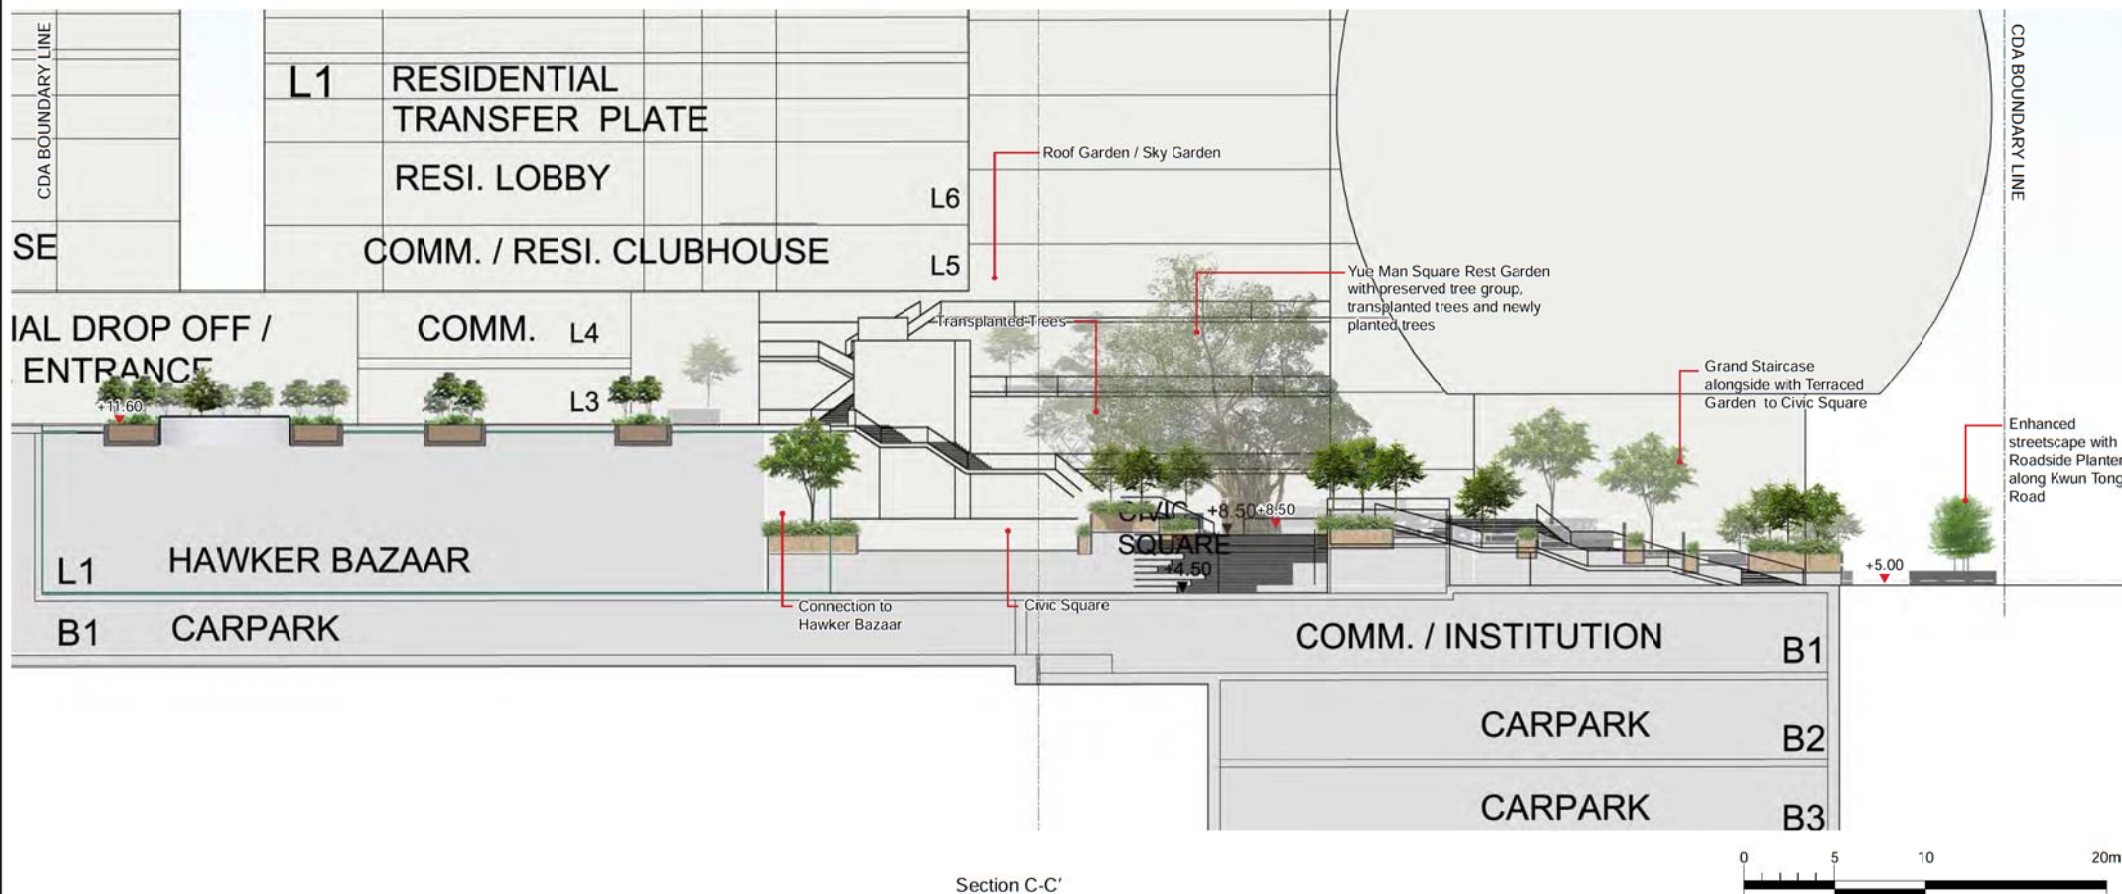 CDA BOUNDARY LINE
L1 RESIDENTIAL
TRANSFER PLATE
RESI. LOBBY
L6
SE
COMM. / RESI. CLUBHOUSE
L5
IAL DROP OFF /
ENTRANCE
COMM. L4
L3
+11.60
Roof Garden / Sky Garden
Transplanted Trees
Yue Man Square Rest Garden
with preserved tree group,
transplanted trees and newly
planted trees
Grand Staircase
alongside with Terraced
Garden to Civic Square
CDA BOUNDARY LINE
Enhanced
streetscape with
Roadside Planter
along Kwun Tong
Road
CIVIC
SQUARE
+8.50
+8.50
+4.50
+5.00
L1 HAWKER BAZAAR
Connection to
Hawker Bazaar
Civic Square
B1 CARPARK
COMM. / INSTITUTION B1
CARPARK B2
CARPARK B3
Section C-C'
0 5 10 20m